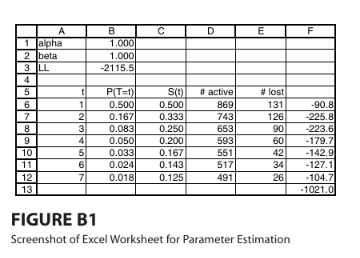 A B C D E F
1 alpha 1.000
2 beta 1.000
3 LL -2115.5
4
5 t P(T=t) S(t) # active # lost
6 1 0.500 0.500 869 131 -90.8
7 2 0.167 0.333 743 126 -225.8
8 3 0.083 0.250 653 90 -223.6
9 4 0.050 0.200 593 60 -179.7
10 5 0.033 0.167 551 42 -142.9
11 6 0.024 0.143 517 34 -127.1
12 7 0.018 0.125 491 26 -104.7
13 -1021.0
FIGURE B1
Screenshot of Excel Worksheet for Parameter Estimation